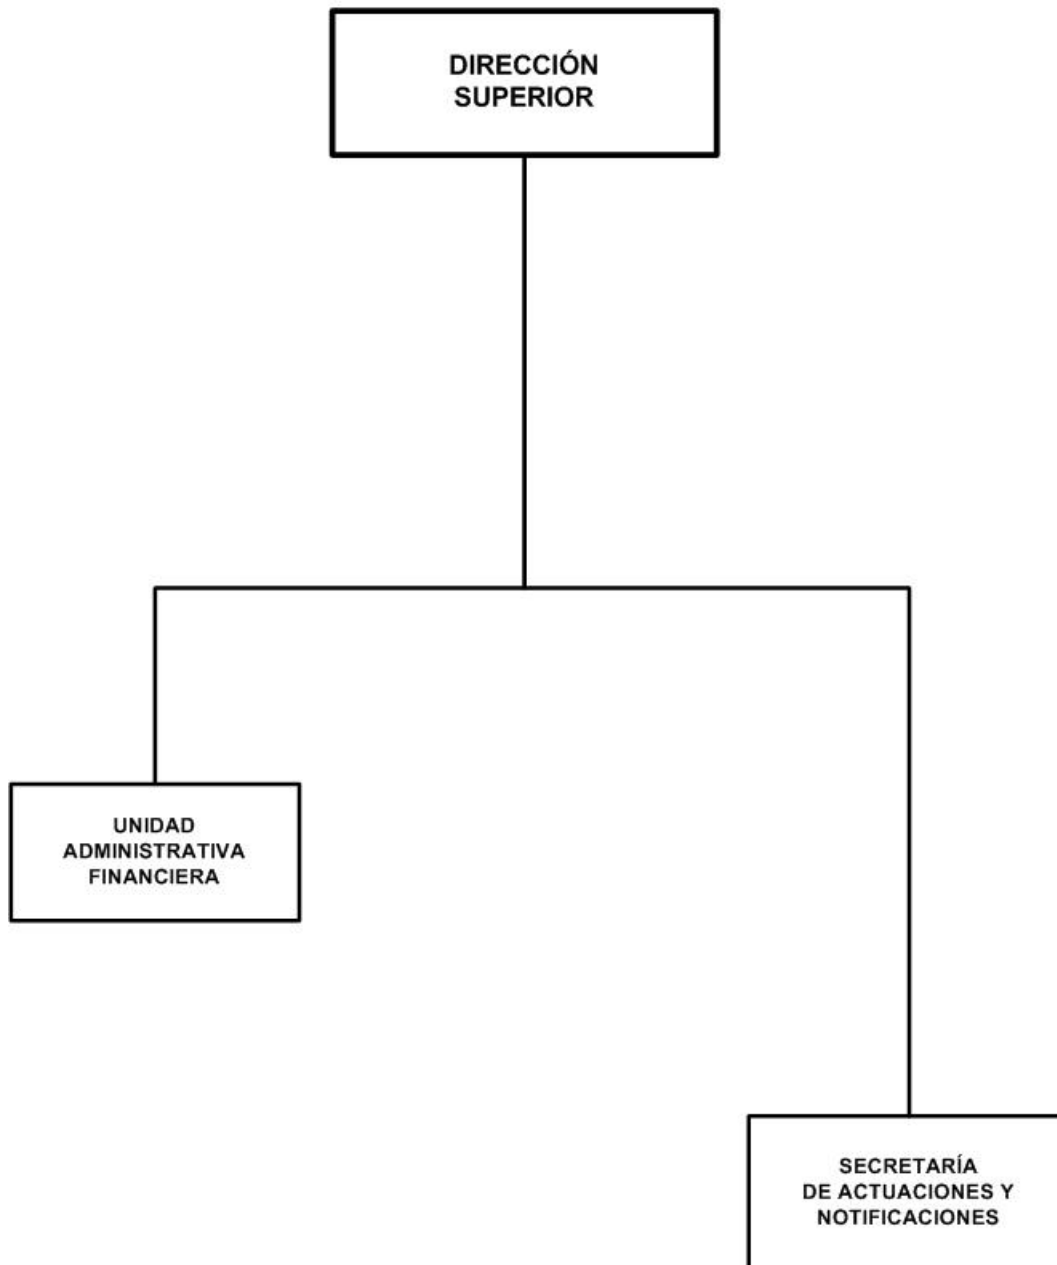 DIRECCIÓN
SUPERIOR
UNIDAD
ADMINISTRATIVA
FINANCIERA
SECRETARÍA
DE ACTUACIONES Y
NOTIFICACIONES